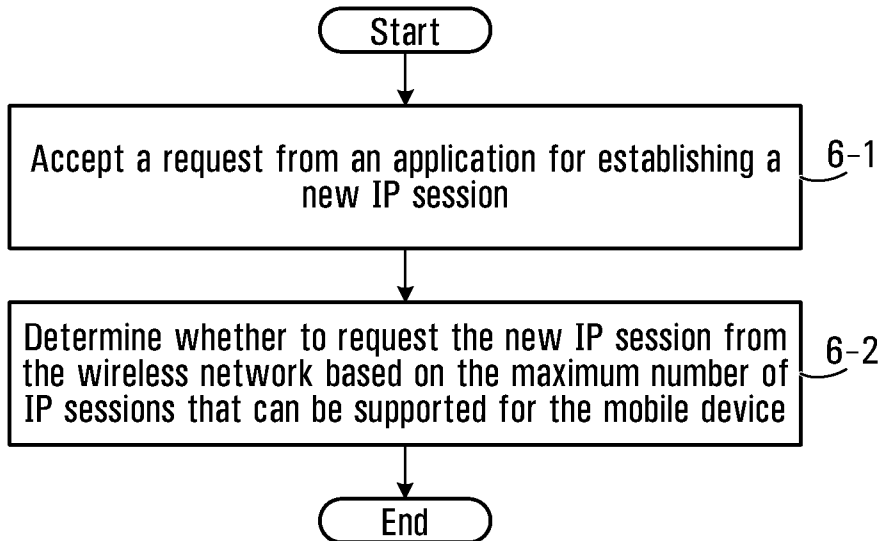 Start
Accept a request from an application for establishing a
new IP session
6-1
Determine whether to request the new IP session from
the wireless network based on the maximum number of
IP sessions that can be supported for the mobile device
6-2
End